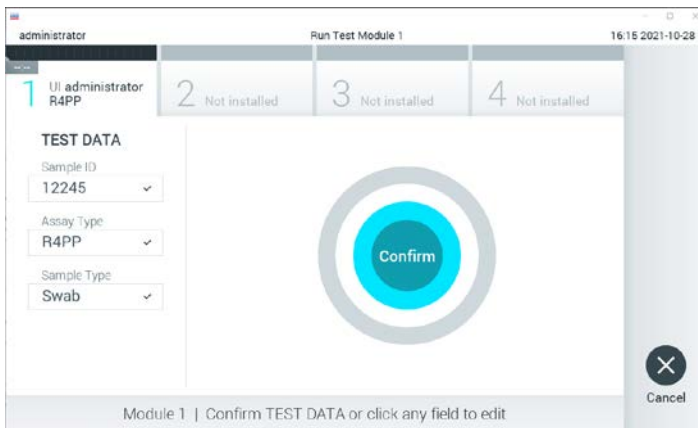 administrator Run Test Module 1 16:15 2021-10-28
1 UI administrator
R4PP
2 Not installed
3 Not installed
4 Not installed
TEST DATA
Sample ID
12245
Assay Type
R4PP
Sample Type
Swab
Confirm
Cancel
Module 1 | Confirm TEST DATA or click any field to edit